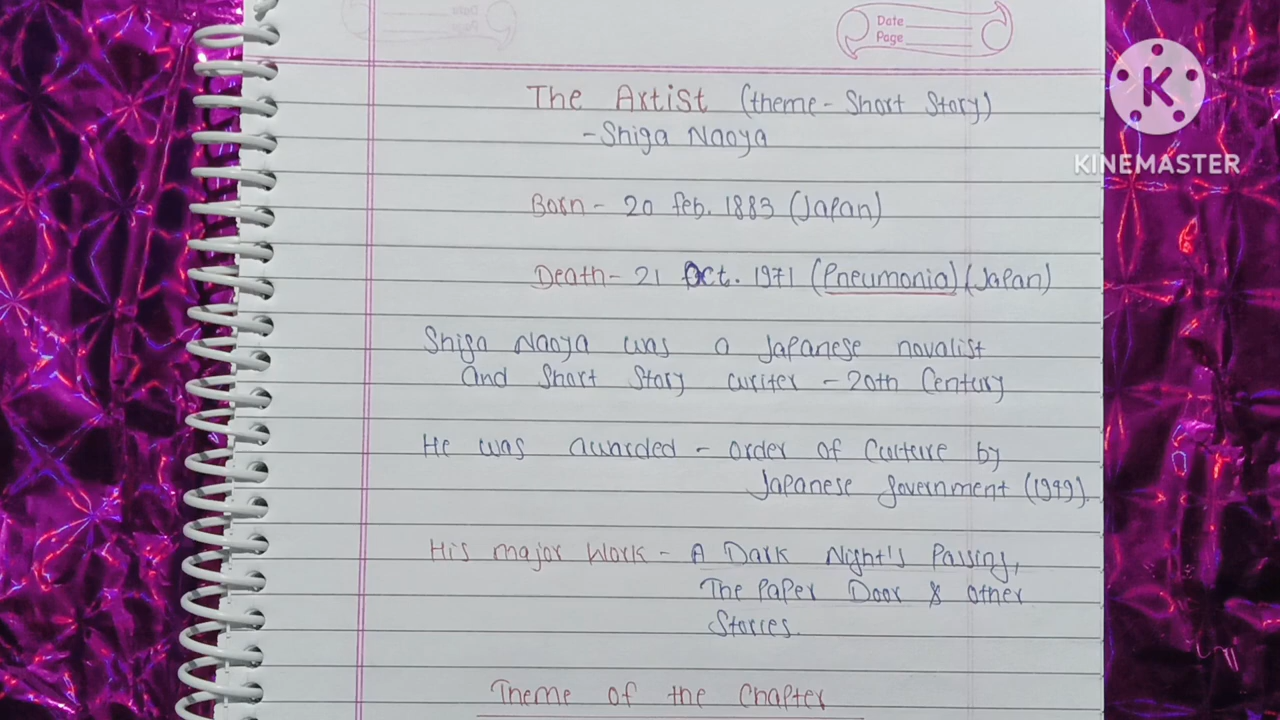 Date
Page
The Artist (theme - Short Story)
- Shiga Naoya
K
KINEMASTER
Born - 20 feb. 1883 (Japan)
Death - 21 Oct. 1971 (Pneumonia) (Japan)
Shiga Naoya was a Japanese novalist
And Short Story writer - 20th Century
He was awarded - order of Culture by
Japanese Government (1949)
His major Work - A Dark Night's Passing,
The Paper Door & other
Stories.
Theme of the Chapter